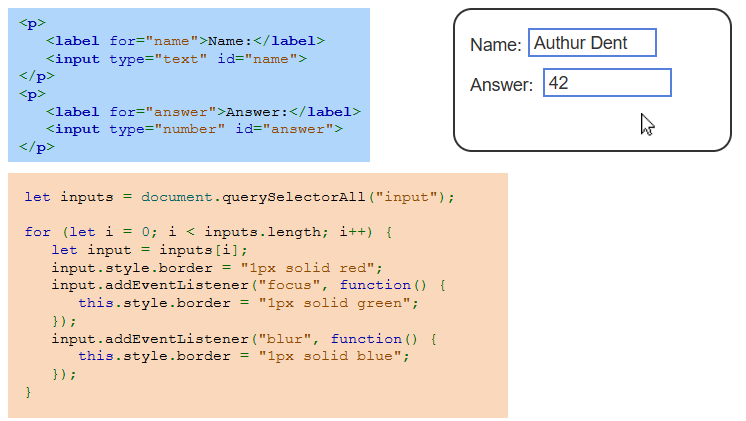 <p>
<label for="name">Name:</label>
<input type="text" id="name">
</p>
<p>
<label for="answer">Answer:</label>
<input type="number" id="answer">
</p>
Name: Authur Dent
Answer: 42
let inputs = document.querySelectorAll("input");
for (let i = 0; i < inputs.length; i++) {
let input = inputs[i];
input.style.border = "1px solid red";
input.addEventListener("focus", function() {
this.style.border = "1px solid green";
});
input.addEventListener("blur", function() {
this.style.border = "1px solid blue";
});
}